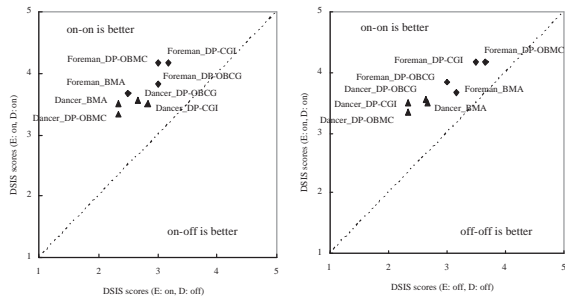 5
on-on is better
Foreman_DP-CGI
Foreman_DP-OBMC
4
Foreman_DP-OBCG
Foreman_BMA
Dancer_DP-OBCG
Dancer_BMA
Dancer_DP-CGI
Dancer_DP-OBMC
3
2
on-off is better
1
1 2 3 4 5
DSIS scores (E: on, D: off)
DSIS scores (E: on, D: on)
5
on-on is better
Foreman_DP-OBMC
Foreman_DP-CGI
4
Foreman_DP-OBCG
Dancer_DP-OBCG
Foreman_BMA
Dancer_DP-CGI
Dancer_BMA
Dancer_DP-OBMC
3
2
off-off is better
1
1 2 3 4 5
DSIS scores (E: off, D: off)
DSIS scores (E: on, D: on)